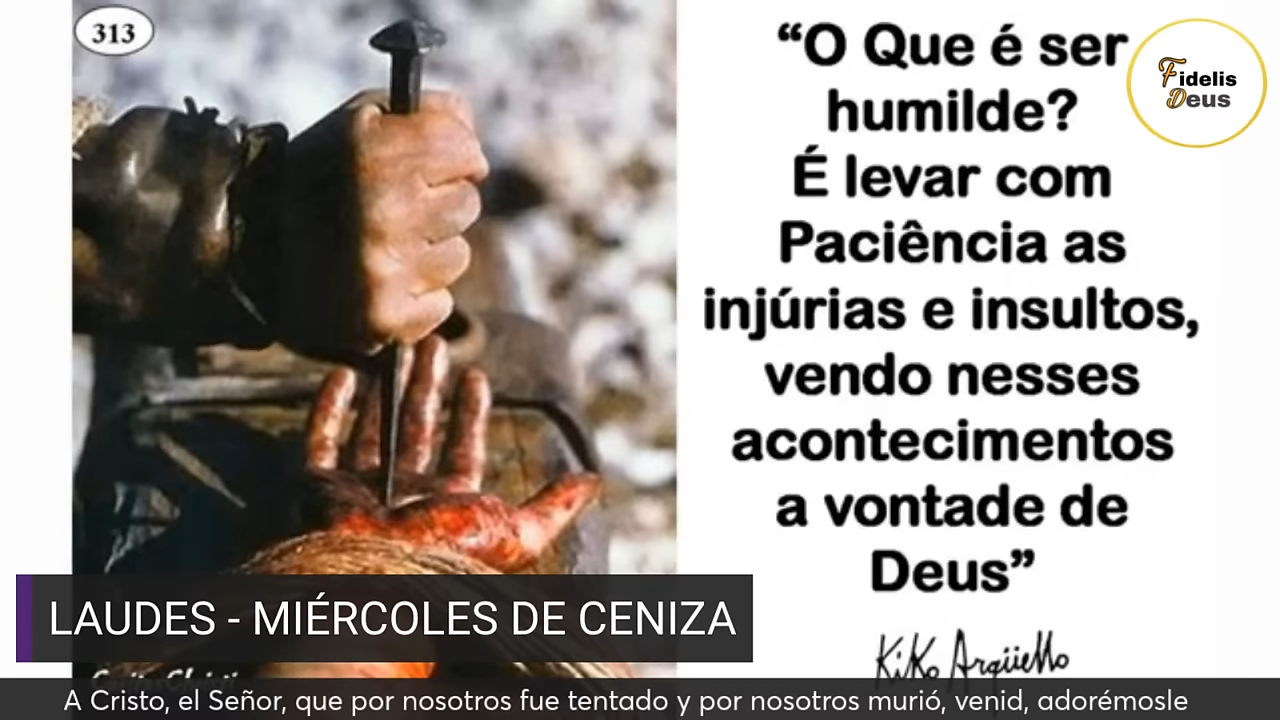 313
“O Que é ser
humilde?
É levar com
Paciência as
injúrias e insultos,
vendo nesses
acontecimentos
a vontade de
Deus”
Kiko Argüello
Fidelis
Deus
LAUDES - MIÉRCOLES DE CENIZA
A Cristo, el Señor, que por nosotros fue tentado y por nosotros murió, venid, adorémosle